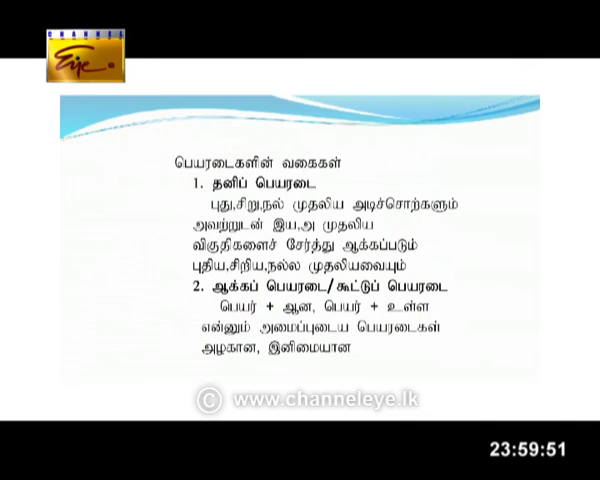 CHANNEL
Eye
பெயரடைகளின் வகைகள்
1. தனிப் பெயரடை
புது,சிறு,நல் முதலிய அடிச்சொற்களும்
அவற்றுடன் இய,அ முதலிய
விகுதிகளைச் சேர்த்து ஆக்கப்படும்
புதிய,சிறிய,நல்ல முதலியவையும்
2. ஆக்கப் பெயரடை/கூட்டுப் பெயரடை
பெயர் + ஆன, பெயர் + உள்ள
என்னும் அமைப்புடைய பெயரடைகள்
அழகான, இனிமையான
© www.channeleye.lk
23:59:51